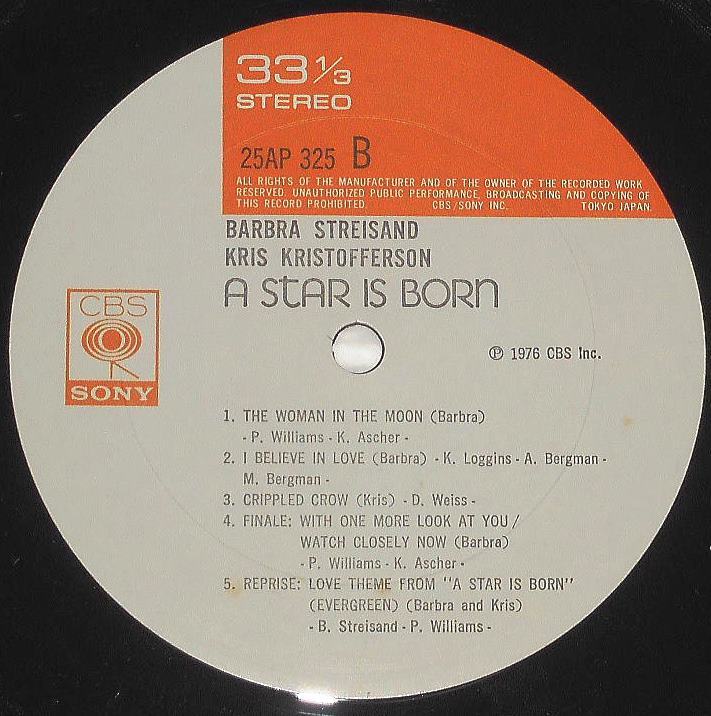 33 1/3
STEREO
25AP 325 B
ALL RIGHTS OF THE MANUFACTURER AND OF THE OWNER OF THE RECORDED WORK
RESERVED. UNAUTHORIZED PUBLIC PERFORMANCE. BROADCASTING AND COPYING OF
THIS RECORD PROHIBITED. CBS/SONY INC. TOKYO JAPAN.
BARBRA STREISAND
KRIS KRISTOFFERSON
A STAR IS BORN
CBS
SONY
℗ 1976 CBS Inc.
1. THE WOMAN IN THE MOON (Barbra)
- P. Williams - K. Ascher -
2. I BELIEVE IN LOVE (Barbra) - K. Loggins - A. Bergman -
M. Bergman -
3. CRIPPLED CROW (Kris) - D. Weiss -
4. FINALE: WITH ONE MORE LOOK AT YOU/
WATCH CLOSELY NOW (Barbra)
- P. Williams - K. Ascher -
5. REPRISE: LOVE THEME FROM "A STAR IS BORN"
(EVERGREEN) (Barbra and Kris)
- B. Streisand - P. Williams -